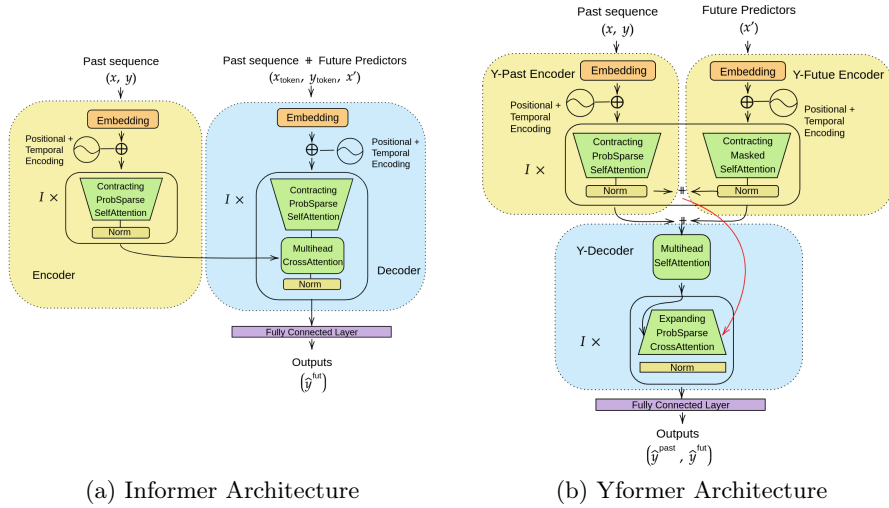 Past sequence
(x, y)
Embedding
Positional +
Temporal
Encoding
I ×
Contracting
ProbSparse
SelfAttention
Norm
Encoder
Past sequence ⧺ Future Predictors
(x_token, y_token, x′)
Embedding
Positional +
Temporal
Encoding
I ×
Contracting
ProbSparse
SelfAttention
Multihead
CrossAttention
Norm
Decoder
Fully Connected Layer
Outputs
(ŷ^fut)
(a) Informer Architecture
Past sequence
(x, y)
Future Predictors
(x′)
Y-Past Encoder
Embedding
Embedding
Y-Futue Encoder
Positional +
Temporal
Encoding
Positional +
Temporal
Encoding
I ×
Contracting
ProbSparse
SelfAttention
Norm
⧺
Contracting
Masked
SelfAttention
Norm
⧺
Y-Decoder
Multihead
SelfAttention
I ×
Expanding
ProbSparse
CrossAttention
Norm
Fully Connected Layer
Outputs
(ŷ^past, ŷ^fut)
(b) Yformer Architecture